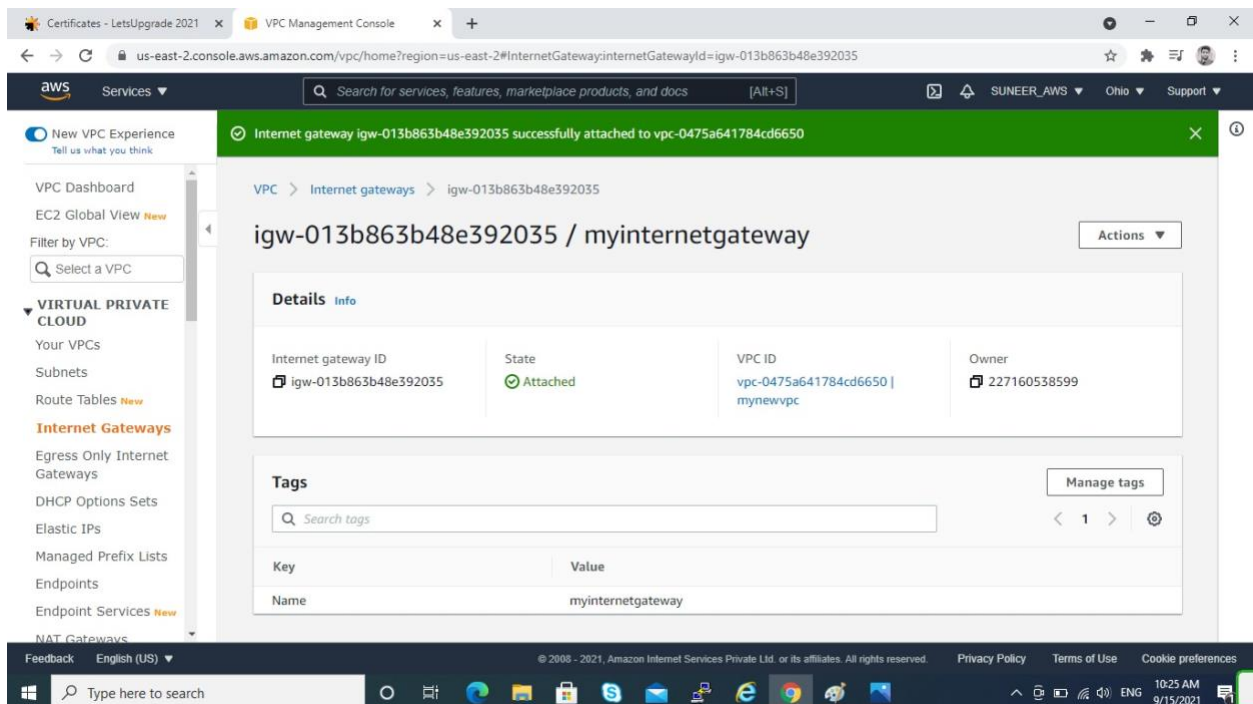 Certificates - LetsUpgrade 2021
VPC Management Console
us-east-2.console.aws.amazon.com/vpc/home?region=us-east-2#InternetGateway:internetGatewayId=igw-013b863b48e392035
aws
Services ▼
Search for services, features, marketplace products, and docs
[Alt+S]
SUNEER_AWS ▼
Ohio ▼
Support ▼
New VPC Experience
Tell us what you think
Internet gateway igw-013b863b48e392035 successfully attached to vpc-0475a641784cd6650
VPC Dashboard
EC2 Global View New
Filter by VPC:
Select a VPC
VIRTUAL PRIVATE
CLOUD
Your VPCs
Subnets
Route Tables New
Internet Gateways
Egress Only Internet
Gateways
DHCP Options Sets
Elastic IPs
Managed Prefix Lists
Endpoints
Endpoint Services New
NAT Gateways
VPC > Internet gateways > igw-013b863b48e392035
igw-013b863b48e392035 / myinternetgateway
Actions ▼
Details Info
Internet gateway ID
igw-013b863b48e392035
State
Attached
VPC ID
vpc-0475a641784cd6650 |
mynewvpc
Owner
227160538599
Tags
Manage tags
Search tags
< 1 >
Key
Value
Name
myinternetgateway
Feedback
English (US) ▼
© 2008 - 2021, Amazon Internet Services Private Ltd. or its affiliates. All rights reserved.
Privacy Policy
Terms of Use
Cookie preferences
Type here to search
ENG
10:25 AM
9/15/2021